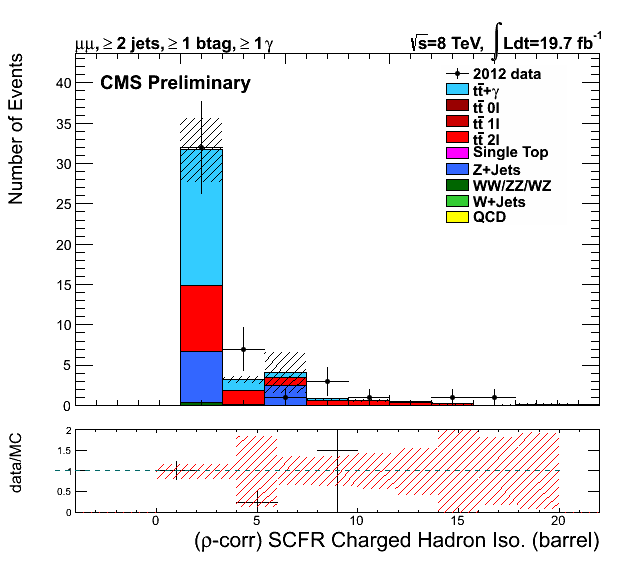 μμ, ≥ 2 jets, ≥ 1 btag, ≥ 1 γ
√s=8 TeV, ∫ Ldt=19.7 fb⁻¹
Number of Events
CMS Preliminary
2012 data
tt̄+γ
tt̄ 0l
tt̄ 1l
tt̄ 2l
Single Top
Z+Jets
WW/ZZ/WZ
W+Jets
QCD
40
35
30
25
20
15
10
5
0
data/MC
2
1.5
1
0.5
0
0 5 10 15 20
(ρ-corr) SCFR Charged Hadron Iso. (barrel)